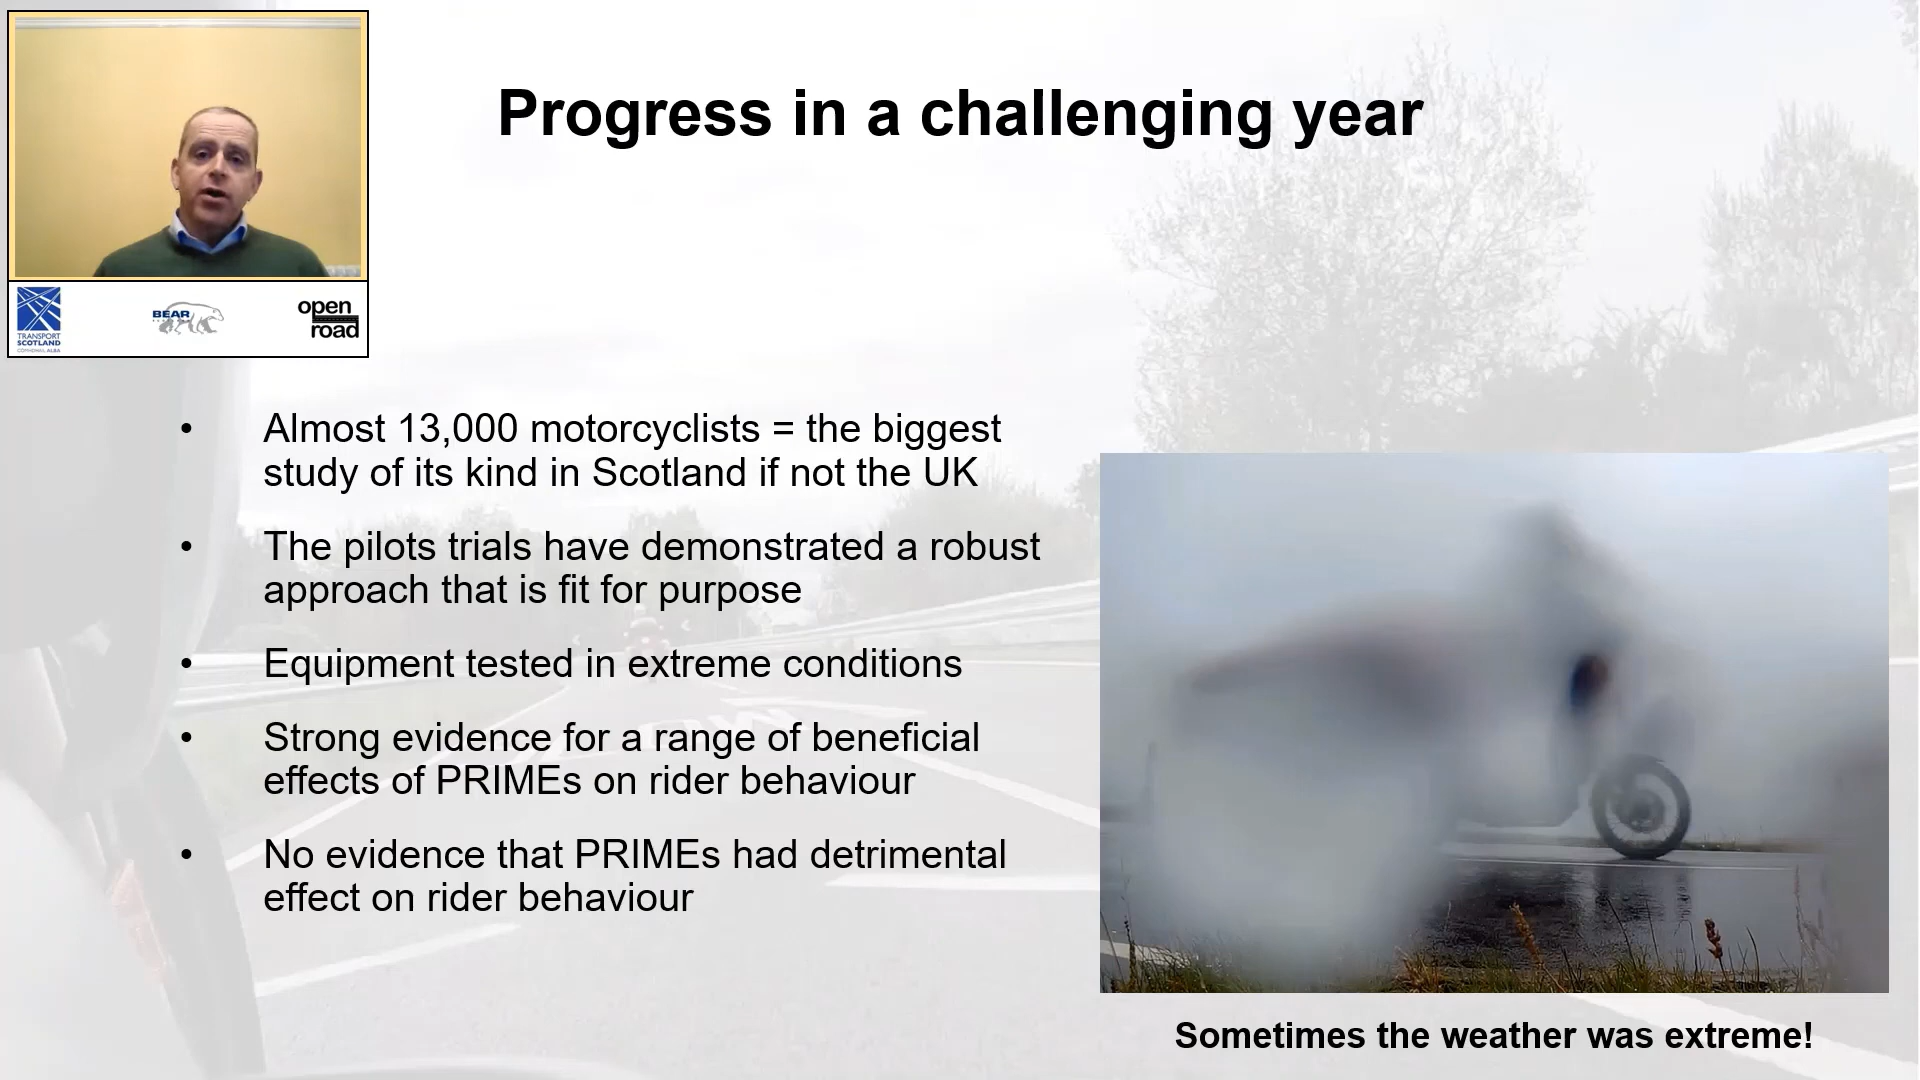 Progress in a challenging year
TRANSPORT
SCOTLAND
BEAR
open
road
• Almost 13,000 motorcyclists = the biggest
study of its kind in Scotland if not the UK
• The pilots trials have demonstrated a robust
approach that is fit for purpose
• Equipment tested in extreme conditions
• Strong evidence for a range of beneficial
effects of PRIMEs on rider behaviour
• No evidence that PRIMEs had detrimental
effect on rider behaviour
Sometimes the weather was extreme!